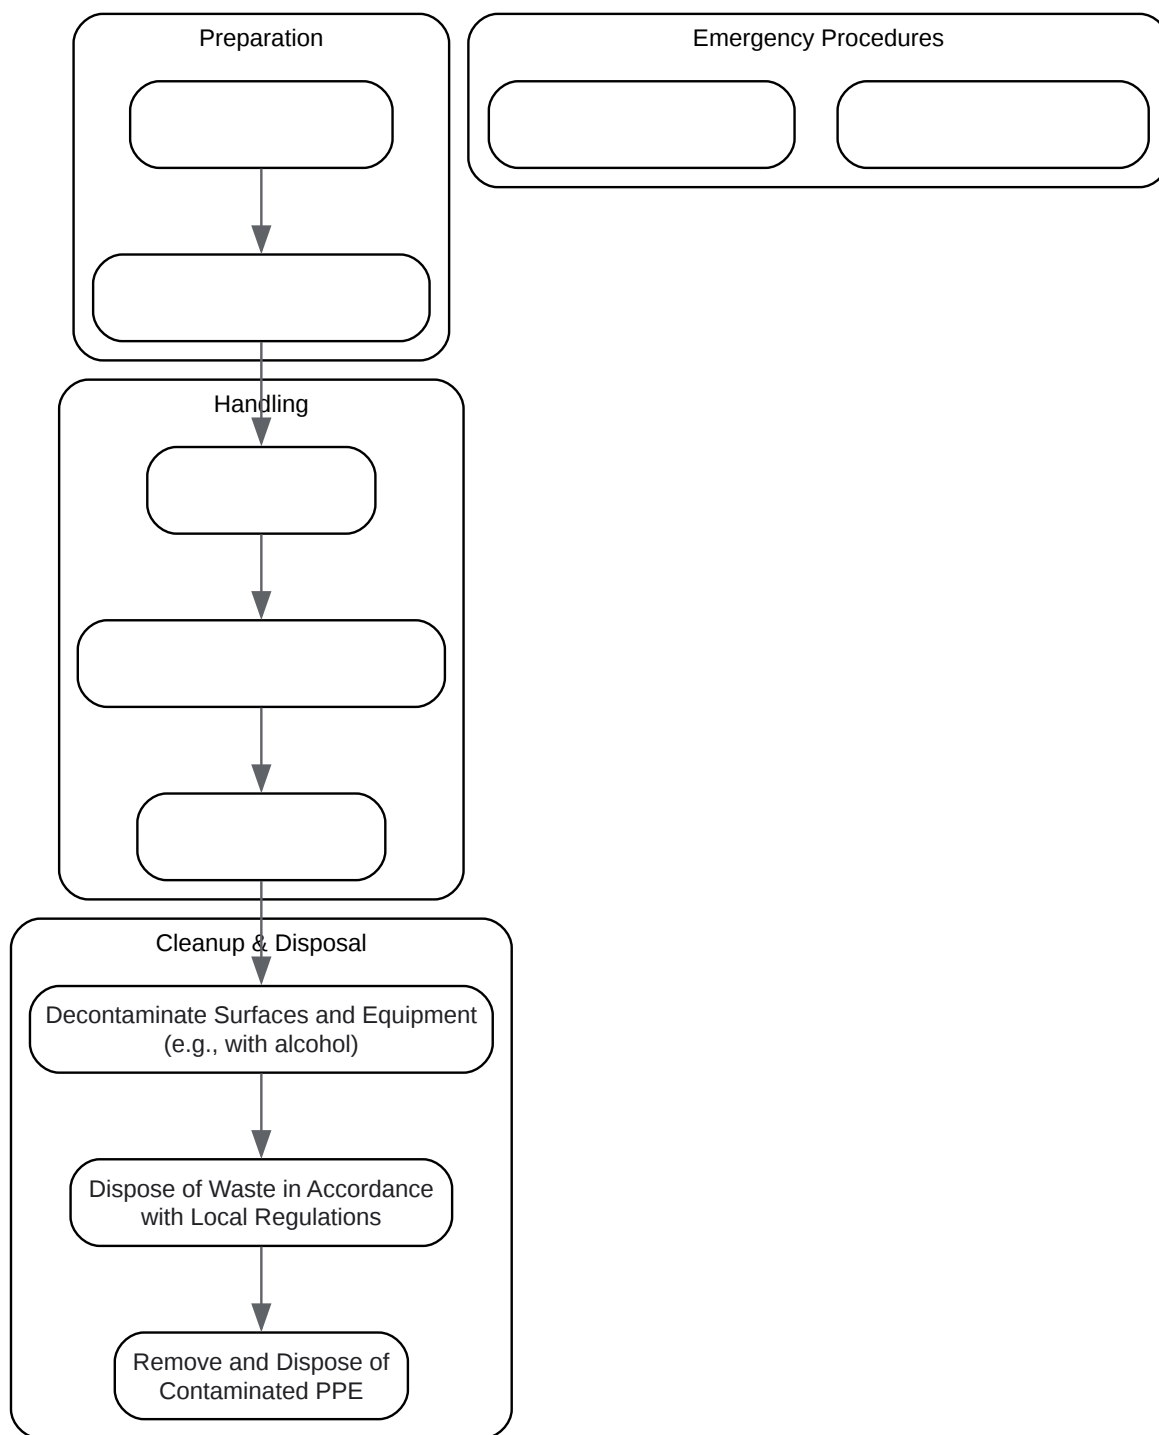 Preparation
Emergency Procedures
Handling
Cleanup & Disposal
Decontaminate Surfaces and Equipment
(e.g., with alcohol)
Dispose of Waste in Accordance
with Local Regulations
Remove and Dispose of
Contaminated PPE